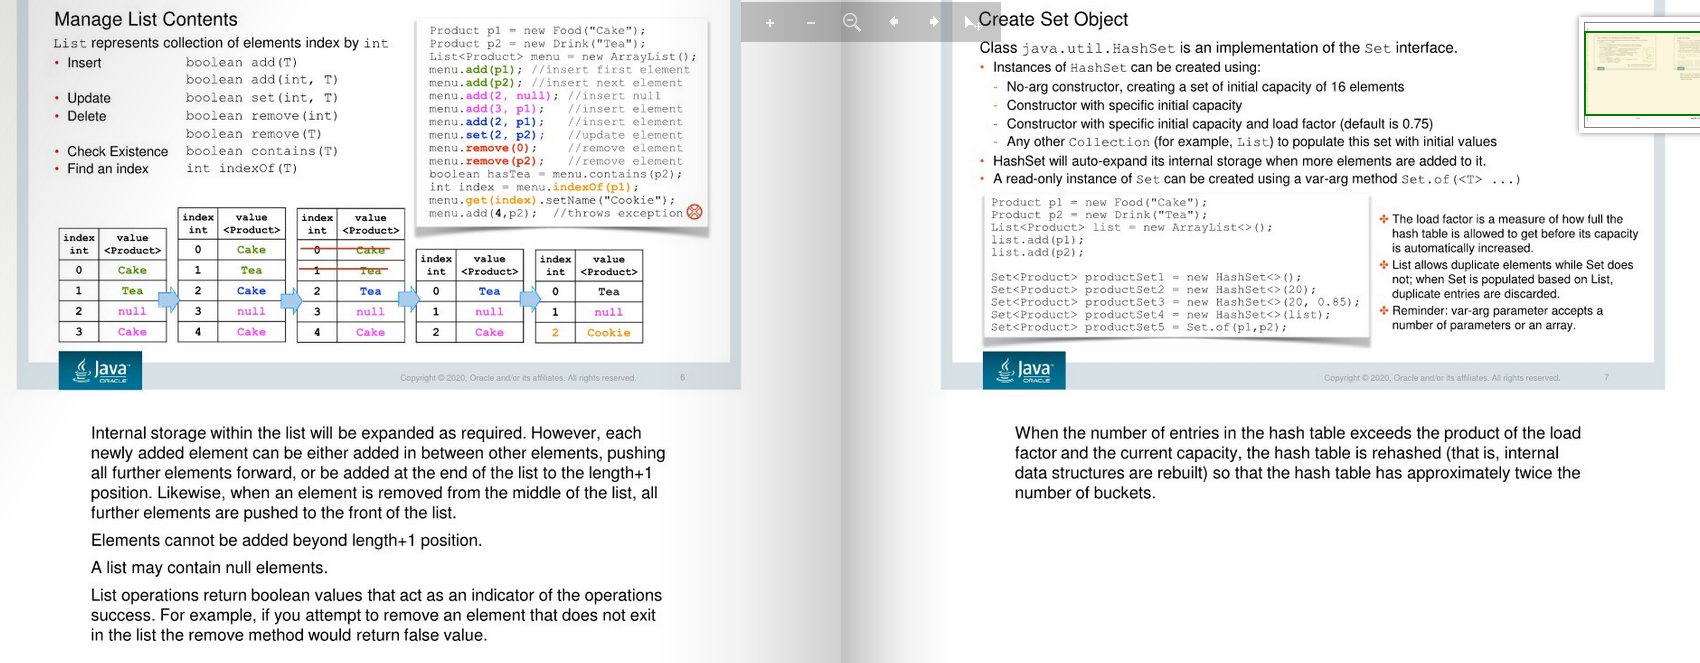 Manage List Contents
List represents collection of elements index by int
• Insert boolean add(T)
boolean add(int, T)
• Update boolean set(int, T)
• Delete boolean remove(int)
boolean remove(T)
• Check Existence boolean contains(T)
• Find an index int indexOf(T)
Product p1 = new Food("Cake");
Product p2 = new Drink("Tea");
List<Product> menu = new ArrayList();
menu.add(p1); //insert first element
menu.add(p2); //insert next element
menu.add(2, null); //insert null
menu.add(3, p1); //insert element
menu.add(2, p1); //insert element
menu.set(2, p2); //update element
menu.remove(0); //remove element
menu.remove(p2); //remove element
boolean hasTea = menu.contains(p2);
int index = menu.indexOf(p1);
menu.get(index).setName("Cookie");
menu.add(4,p2); //throws exception
index int value <Product>
0 Cake
1 Tea
2 null
3 Cake
index int value <Product>
0 Cake
1 Tea
2 Cake
3 null
4 Cake
index int value <Product>
0 Cake
1 Tea
2 Tea
3 null
4 Cake
index int value <Product>
0 Tea
1 null
2 Cake
index int value <Product>
0 Tea
1 null
2 Cookie
Java
ORACLE
Copyright © 2020, Oracle and/or its affiliates. All rights reserved. 6
Internal storage within the list will be expanded as required. However, each
newly added element can be either added in between other elements, pushing
all further elements forward, or be added at the end of the list to the length+1
position. Likewise, when an element is removed from the middle of the list, all
further elements are pushed to the front of the list.
Elements cannot be added beyond length+1 position.
A list may contain null elements.
List operations return boolean values that act as an indicator of the operations
success. For example, if you attempt to remove an element that does not exit
in the list the remove method would return false value.
Create Set Object
Class java.util.HashSet is an implementation of the Set interface.
• Instances of HashSet can be created using:
- No-arg constructor, creating a set of initial capacity of 16 elements
- Constructor with specific initial capacity
- Constructor with specific initial capacity and load factor (default is 0.75)
- Any other Collection (for example, List) to populate this set with initial values
• HashSet will auto-expand its internal storage when more elements are added to it.
• A read-only instance of Set can be created using a var-arg method Set.of(<T> ...)
Product p1 = new Food("Cake");
Product p2 = new Drink("Tea");
List<Product> list = new ArrayList<>();
list.add(p1);
list.add(p2);
Set<Product> productSet1 = new HashSet<>();
Set<Product> productSet2 = new HashSet<>(20);
Set<Product> productSet3 = new HashSet<>(20, 0.85);
Set<Product> productSet4 = new HashSet<>(list);
Set<Product> productSet5 = Set.of(p1,p2);
The load factor is a measure of how full the
hash table is allowed to get before its capacity
is automatically increased.
List allows duplicate elements while Set does
not; when Set is populated based on List,
duplicate entries are discarded.
Reminder: var-arg parameter accepts a
number of parameters or an array.
Java
ORACLE
Copyright © 2020, Oracle and/or its affiliates. All rights reserved. 7
When the number of entries in the hash table exceeds the product of the load
factor and the current capacity, the hash table is rehashed (that is, internal
data structures are rebuilt) so that the hash table has approximately twice the
number of buckets.